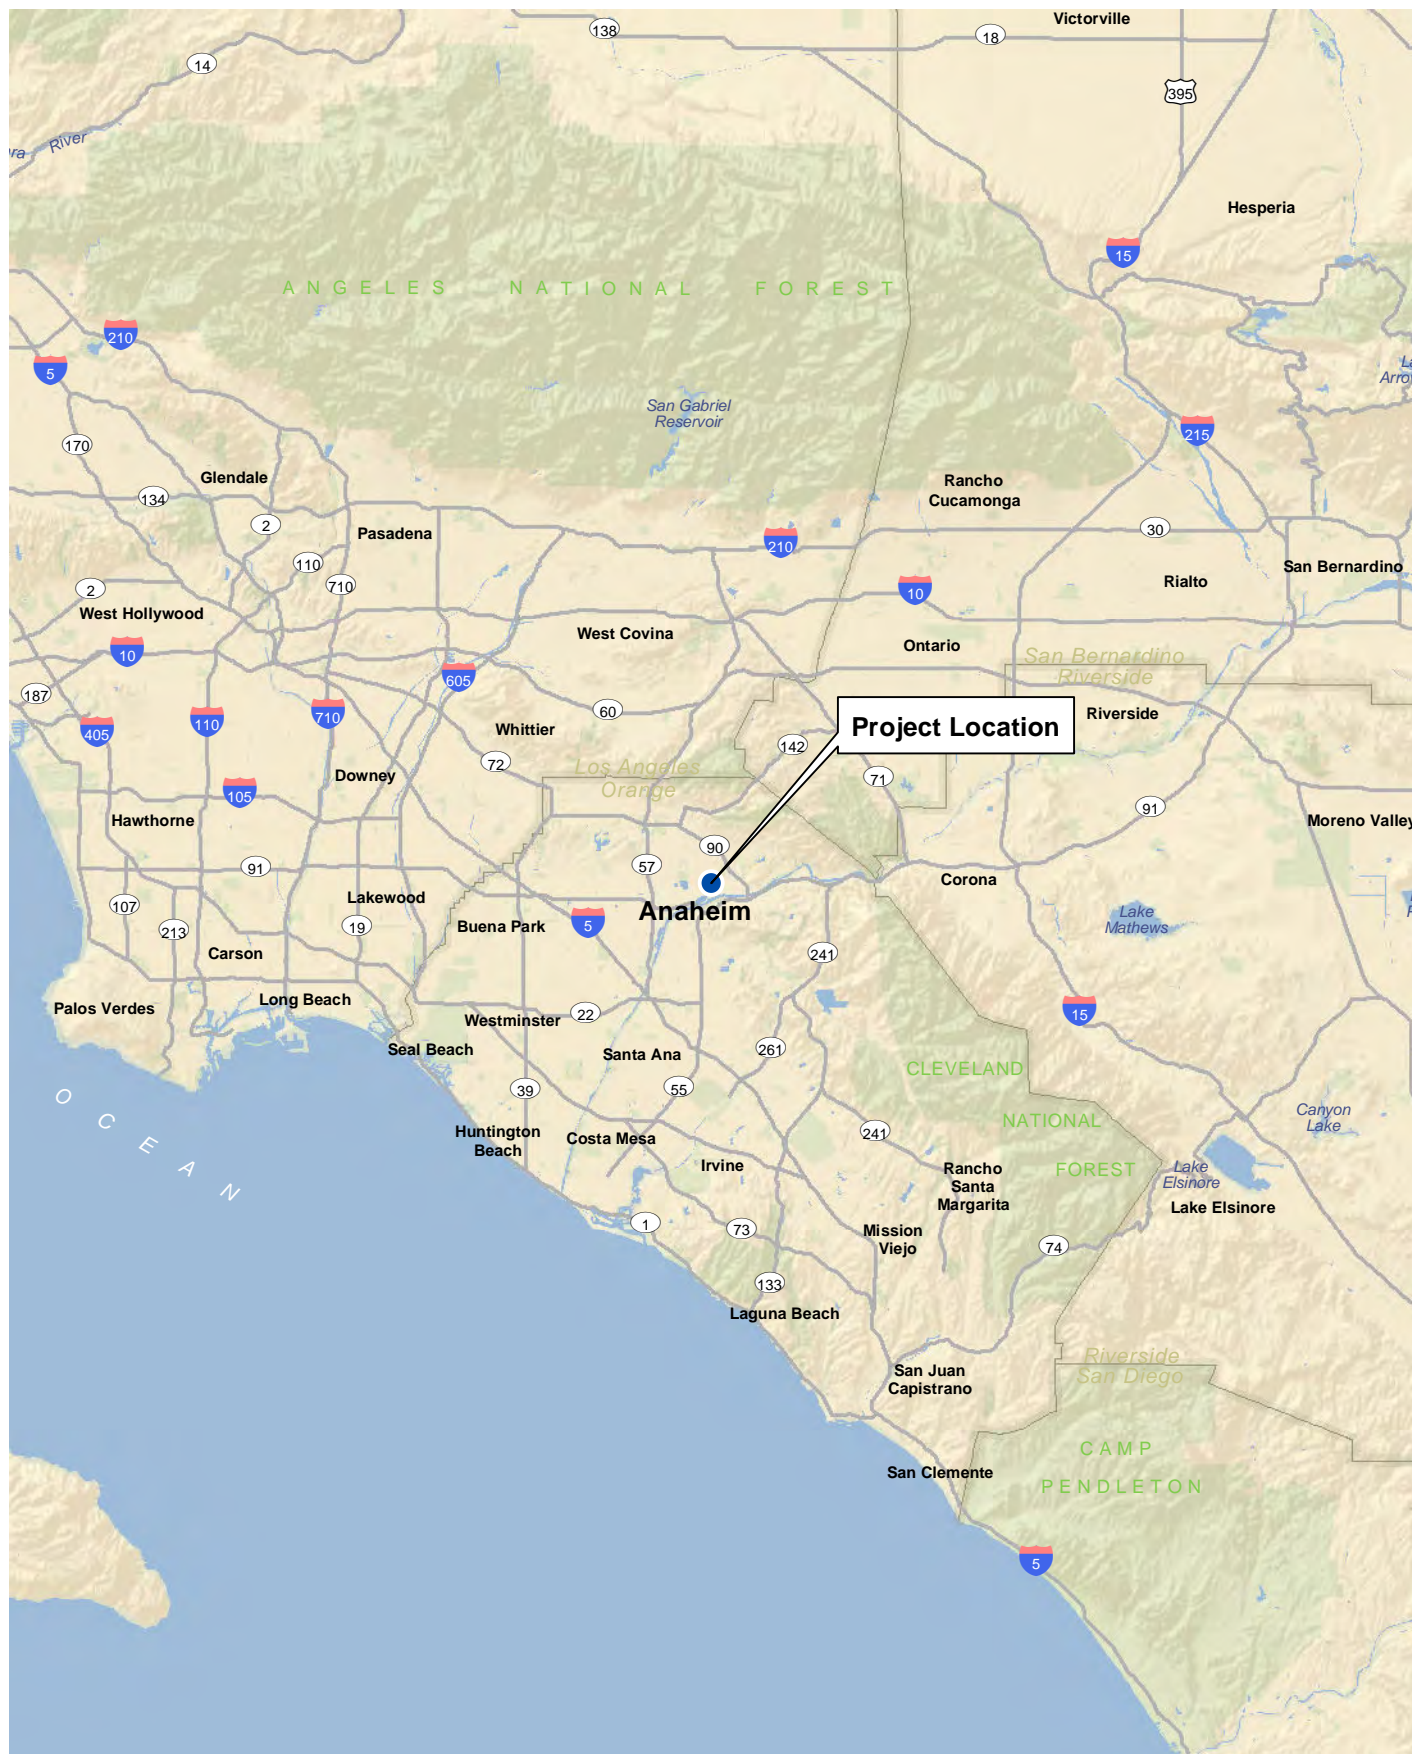 Victorville
138
18
14
395
River
Hesperia
15
ANGELES NATIONAL FOREST
210
5
San Gabriel
Reservoir
215
170
Glendale
Rancho
Cucamonga
134
2
Pasadena
210
30
110
San Bernardino
710
Rialto
2
10
West Hollywood
West Covina
Ontario
10
San Bernardino
Riverside
605
187
60
110
710
Riverside
405
Whittier
Project Location
142
72
Los Angeles
Orange
Downey
71
105
91
Hawthorne
Moreno Valley
90
57
91
Corona
Lakewood
107
Anaheim
Lake
Mathews
Buena Park
5
19
213
Carson
241
Long Beach
Palos Verdes
22
15
Westminster
Seal Beach
Santa Ana
261
CLEVELAND
39
55
OCEAN
Canyon
Lake
NATIONAL
Huntington
Beach
Costa Mesa
241
Irvine
FOREST
Rancho
Santa
Margarita
Lake
Elsinore
Lake Elsinore
1
73
Mission
Viejo
74
133
Laguna Beach
Riverside
San Diego
San Juan
Capistrano
CAMP
PENDLETON
San Clemente
5